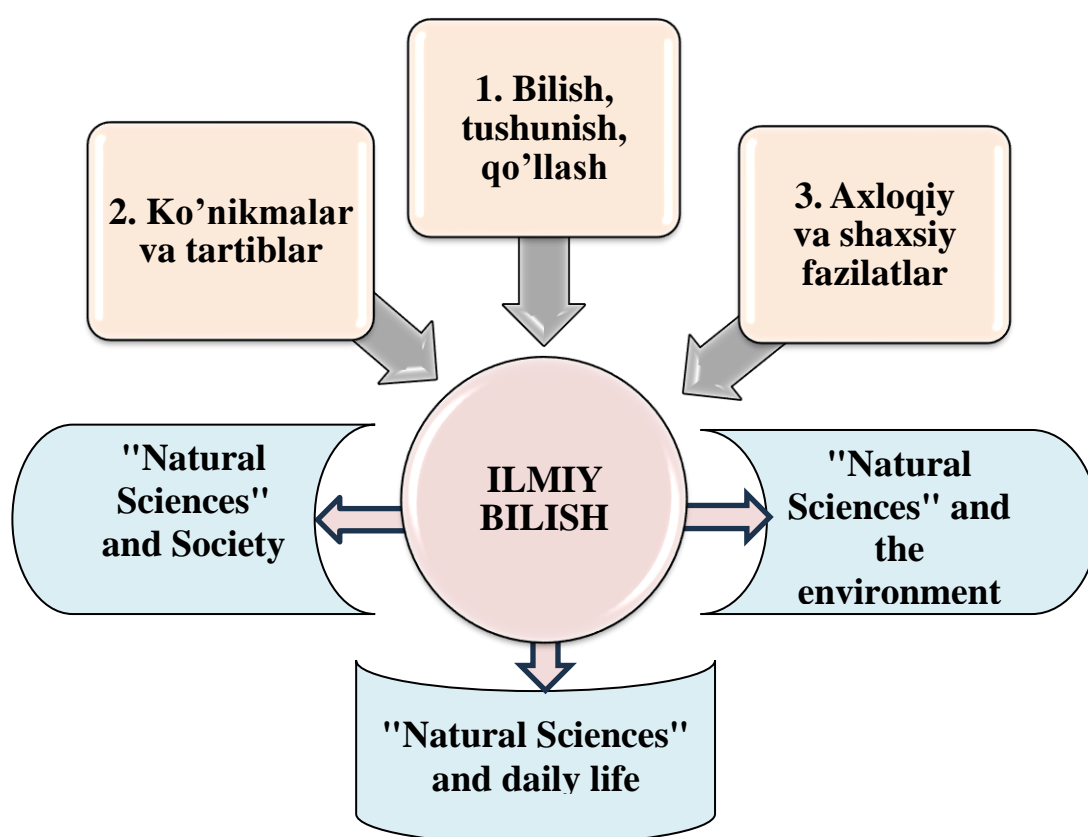 1. Bilish,
tushunish,
qo’llash
2. Ko’nikmalar
va tartiblar
3. Axloqiy
va shaxsiy
fazilatlar
ILMIY
BILISH
"Natural
Sciences"
and Society
"Natural
Sciences" and
the
environment
"Natural Sciences"
and daily life